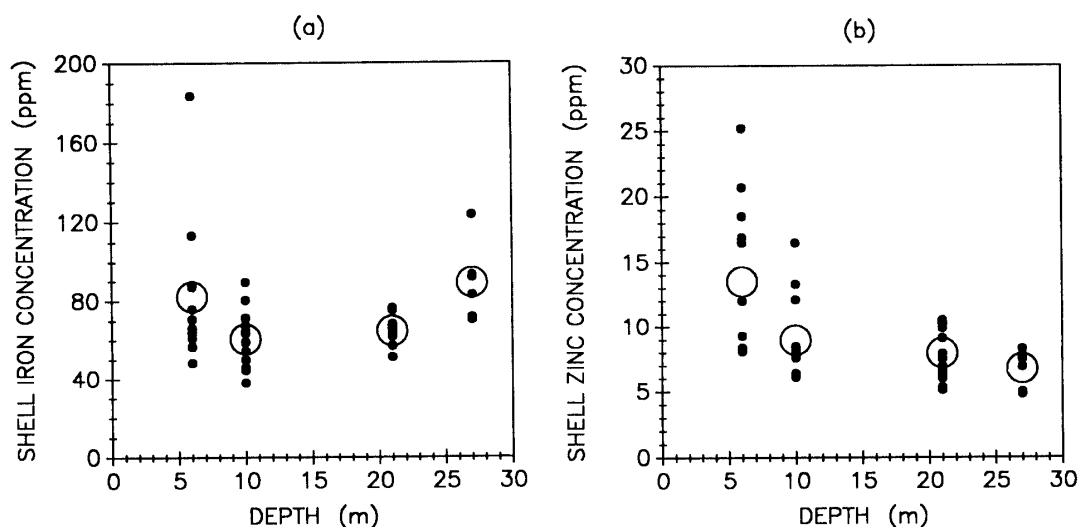 (a)
SHELL IRON CONCENTRATION (ppm)
200
160
120
80
40
0
0 5 10 15 20 25 30
DEPTH (m)
(b)
SHELL ZINC CONCENTRATION (ppm)
30
25
20
15
10
5
0
0 5 10 15 20 25 30
DEPTH (m)